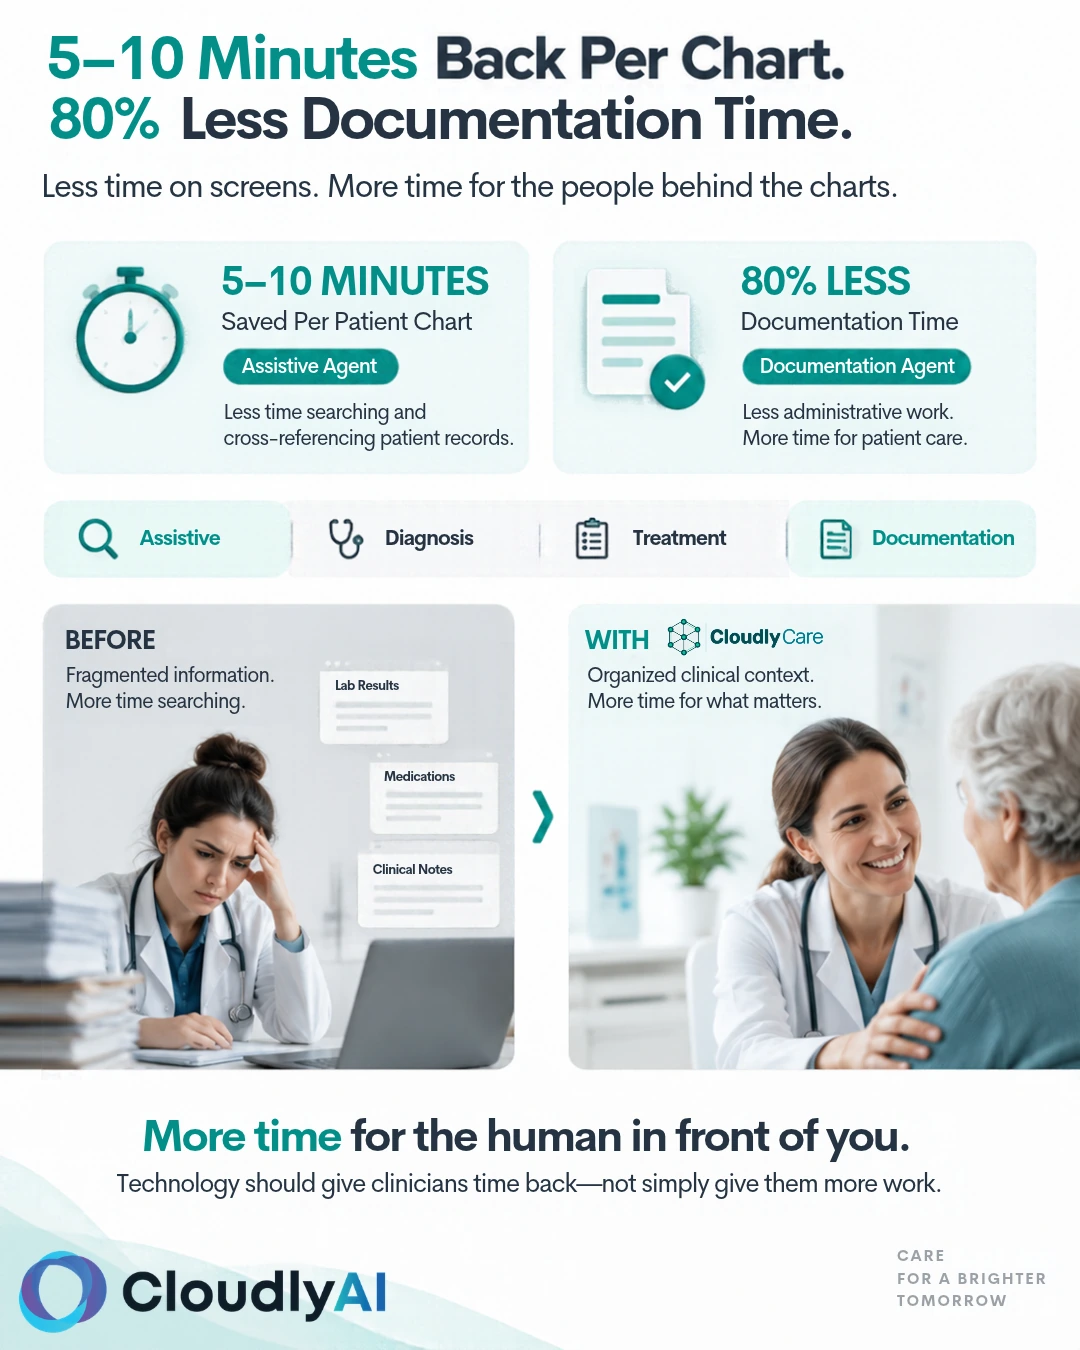 5–10 Minutes Back Per Chart.
80% Less Documentation Time.
Less time on screens. More time for the people behind the charts.
5–10 MINUTES
Saved Per Patient Chart
Assistive Agent
Less time searching and
cross-referencing patient records.
80% LESS
Documentation Time
Documentation Agent
Less administrative work.
More time for patient care.
Assistive
Diagnosis
Treatment
Documentation
BEFORE
Fragmented information.
More time searching.
Lab Results
Medications
Clinical Notes
WITH CloudlyCare
Organized clinical context.
More time for what matters.
More time for the human in front of you.
Technology should give clinicians time back—not simply give them more work.
CloudlyAI
CARE
FOR A BRIGHTER
TOMORROW